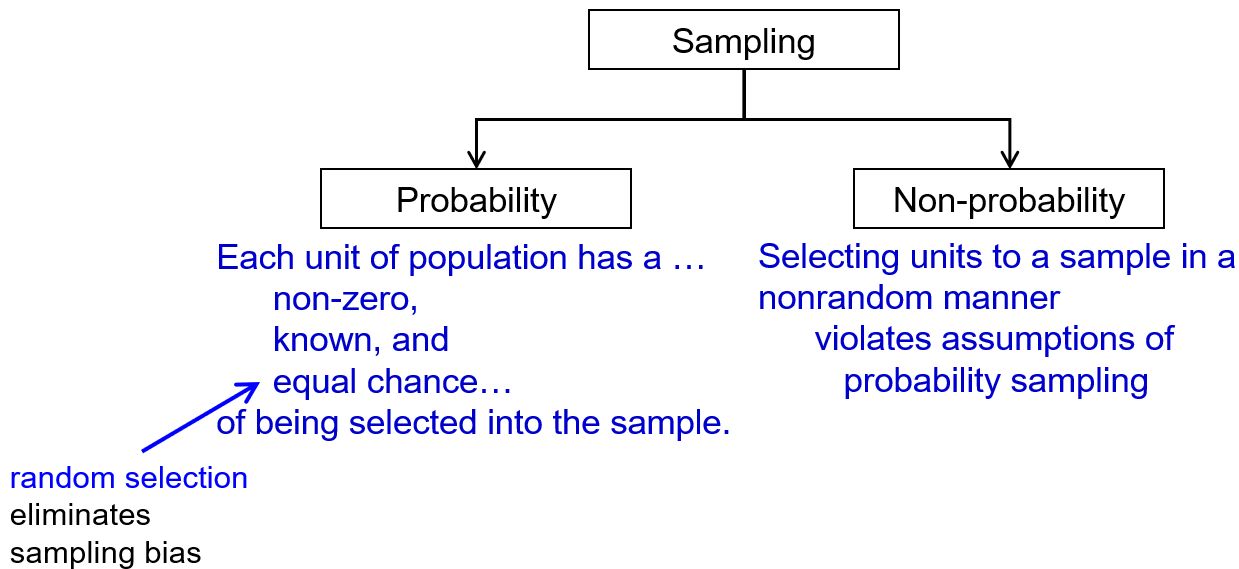 Sampling
Probability
Non-probability
Each unit of population has a …
non-zero,
known, and
equal chance…
of being selected into the sample.
Selecting units to a sample in a
nonrandom manner
violates assumptions of
probability sampling
random selection
eliminates
sampling bias